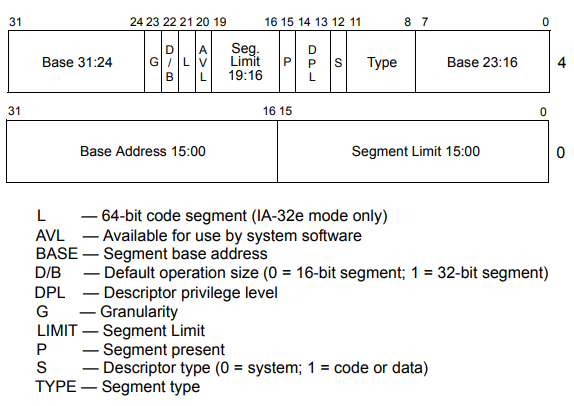 31 24 23 22 21 20 19 16 15 14 13 12 11 8 7 0
Base 31:24 G D/B L AVL Seg. Limit 19:16 P DPL S Type Base 23:16 4
31 16 15 0
Base Address 15:00 Segment Limit 15:00 0
L — 64-bit code segment (IA-32e mode only)
AVL — Available for use by system software
BASE — Segment base address
D/B — Default operation size (0 = 16-bit segment; 1 = 32-bit segment)
DPL — Descriptor privilege level
G — Granularity
LIMIT — Segment Limit
P — Segment present
S — Descriptor type (0 = system; 1 = code or data)
TYPE — Segment type